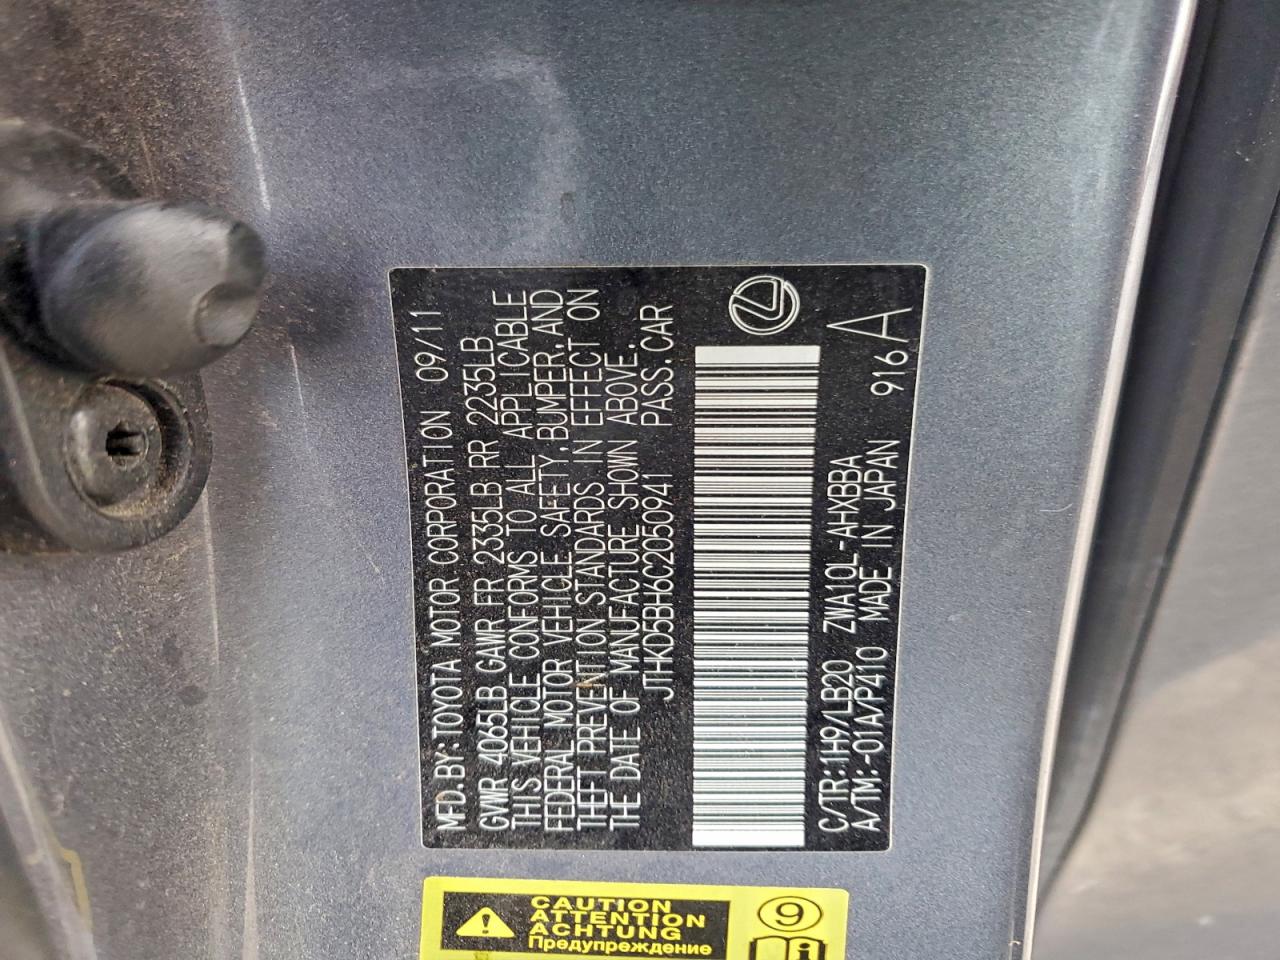 MFD.BY:TOYOTA MOTOR CORPORATION 09/11
GVWR 4065LB GAWR FR 2335LB RR 2235LB
THIS VEHICLE CONFORMS TO ALL APPLICABLE
FEDERAL MOTOR VEHICLE SAFETY,BUMPER,AND
THEFT PREVENTION STANDARDS IN EFFECT ON
THE DATE OF MANUFACTURE SHOWN ABOVE.
JTHKD5BH6C2050941 PASS.CAR
C/TR:1H9/LB20 ZWA10L-AHXBBA
A/TM:-01A/P410 MADE IN JAPAN 916 A
CAUTION
ATTENTION
ACHTUNG
Предупреждение
9